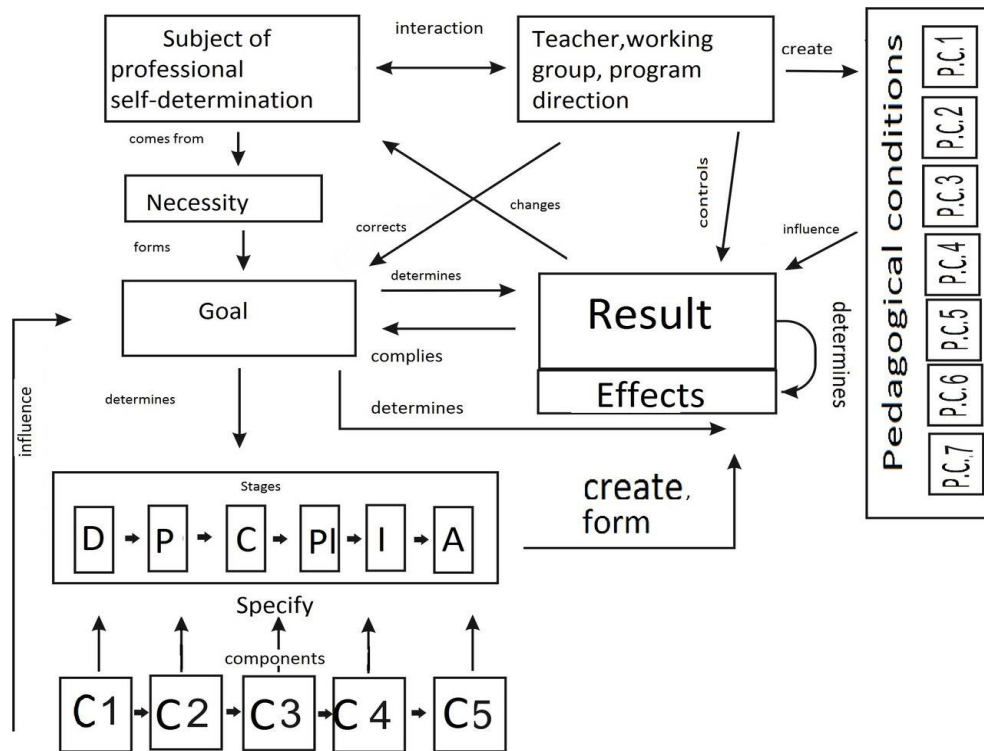 Subject of
professional
self-determination
interaction
Teacher,working
group, program
direction
create
Pedagogical conditions
P.C.1
P.C.2
P.C.3
P.C.4
P.C.5
P.C.6
P.C.7
comes from
Necessity
forms
corrects
changes
controls
influence
Goal
determines
Result
complies
Effects
determines
determines
determines
influence
Stages
D
P
C
Pl
I
A
create,
form
Specify
components
C1
C2
C3
C4
C5